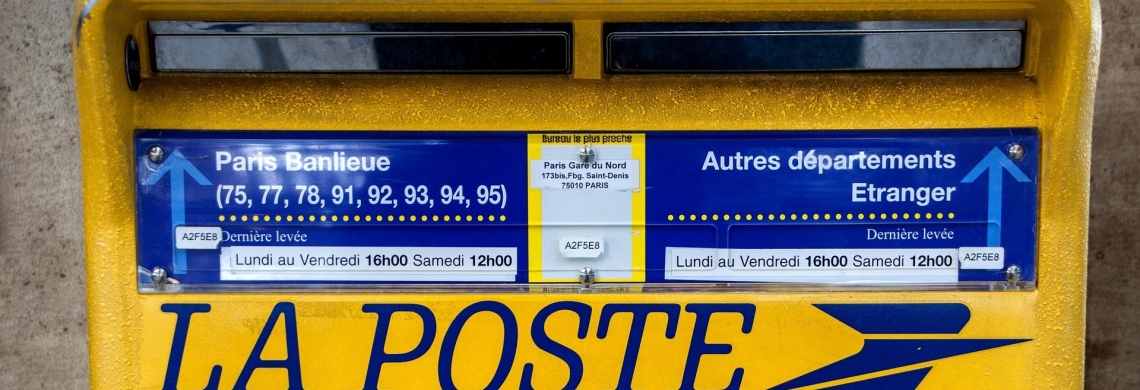 Paris Banlieue
(75, 77, 78, 91, 92, 93, 94, 95)
A2F5E8
Dernière levée
Lundi au Vendredi 16h00 Samedi 12h00
Bureau le plus proche
Paris Gare du Nord
173bis,Fbg. Saint-Denis
75010 PARIS
A2F5E8
Autres départements
Etranger
Dernière levée
Lundi au Vendredi 16h00 Samedi 12h00
A2F5E8
LA POSTE